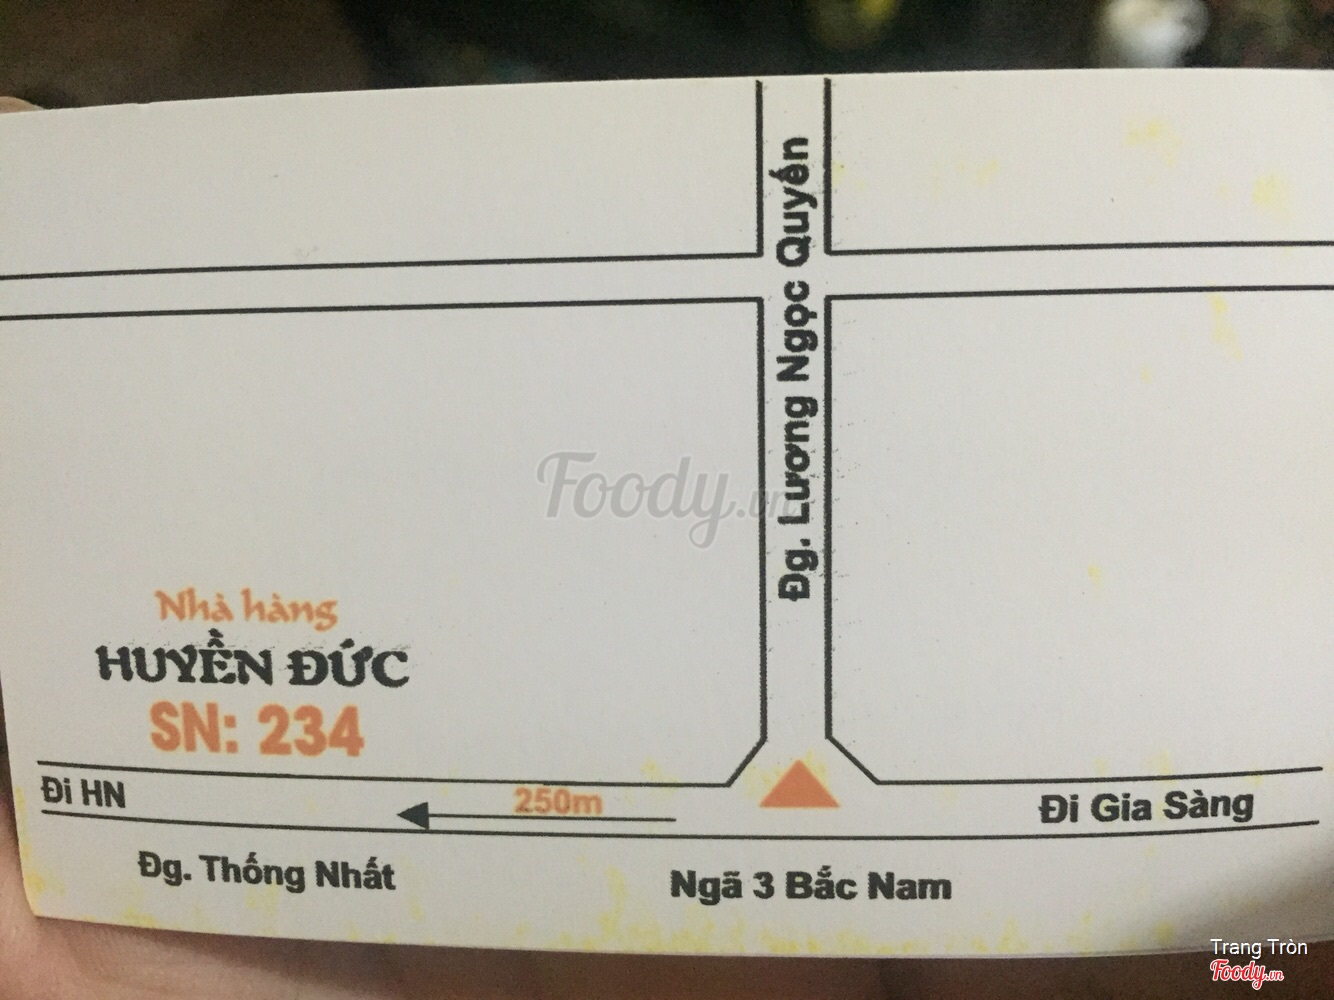 Đg. Lương Ngọc Quyến
Foody.vn
Nhà hàng
HUYỀN ĐỨC
SN: 234
Đi HN
250m
Đi Gia Sàng
Đg. Thống Nhất
Ngã 3 Bắc Nam
Trang Tròn
Foody.vn